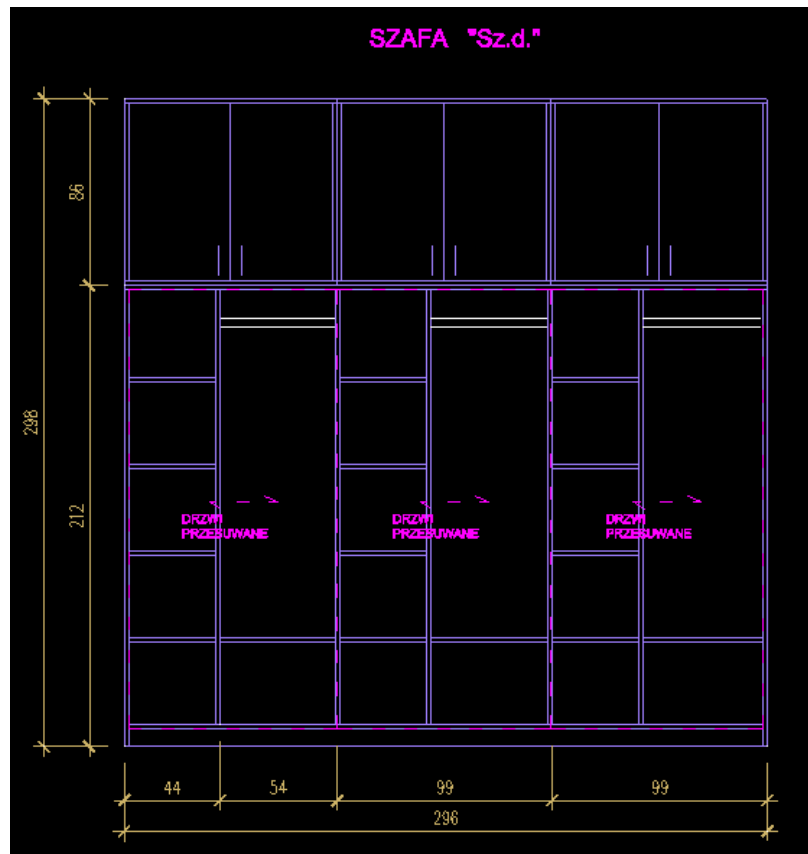 SZAFA "Sz.d."
86
298
212
DRZWI
PRZESUWANE
DRZWI
PRZESUWANE
DRZWI
PRZESUWANE
44
54
99
99
296